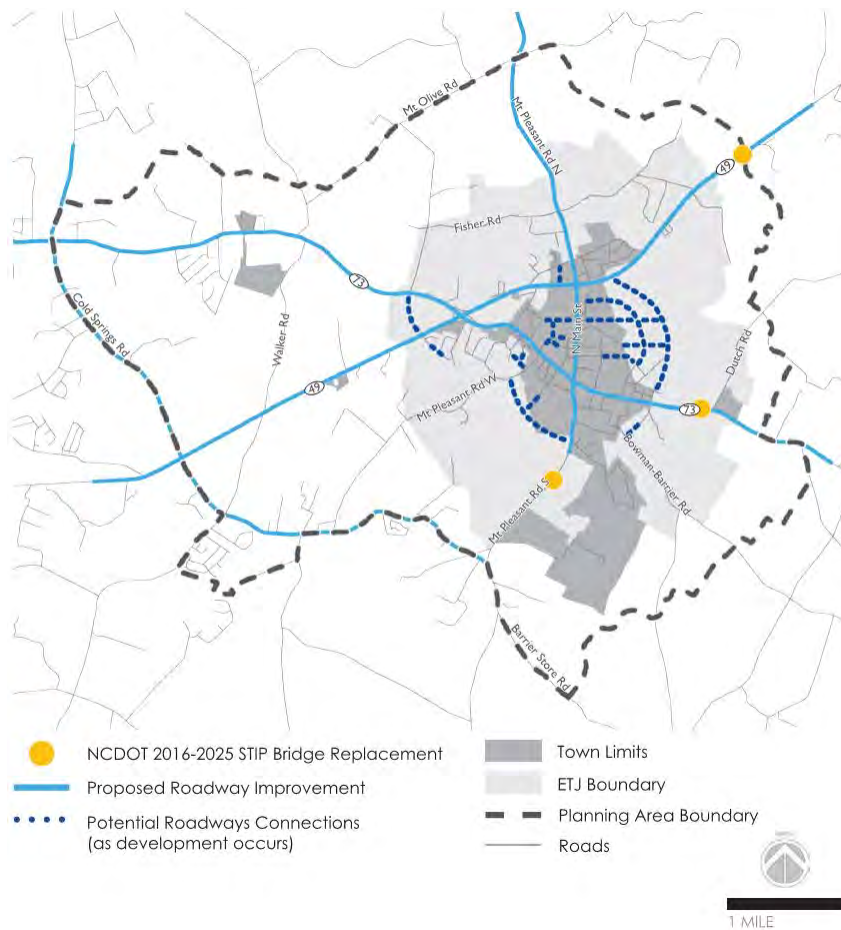 Mt Olive Rd
Mt Pleasant Rd N
49
Fisher Rd
73
Cold Springs Rd
Walker Rd
N Main St
Dutch Rd
49
Mt Pleasant Rd W
73
Bowman-Barrier Rd
Mt Pleasant Rd S
Barrier Store Rd
NCDOT 2016-2025 STIP Bridge Replacement
Proposed Roadway Improvement
Potential Roadways Connections
(as development occurs)
Town Limits
ETJ Boundary
Planning Area Boundary
Roads
1 MILE